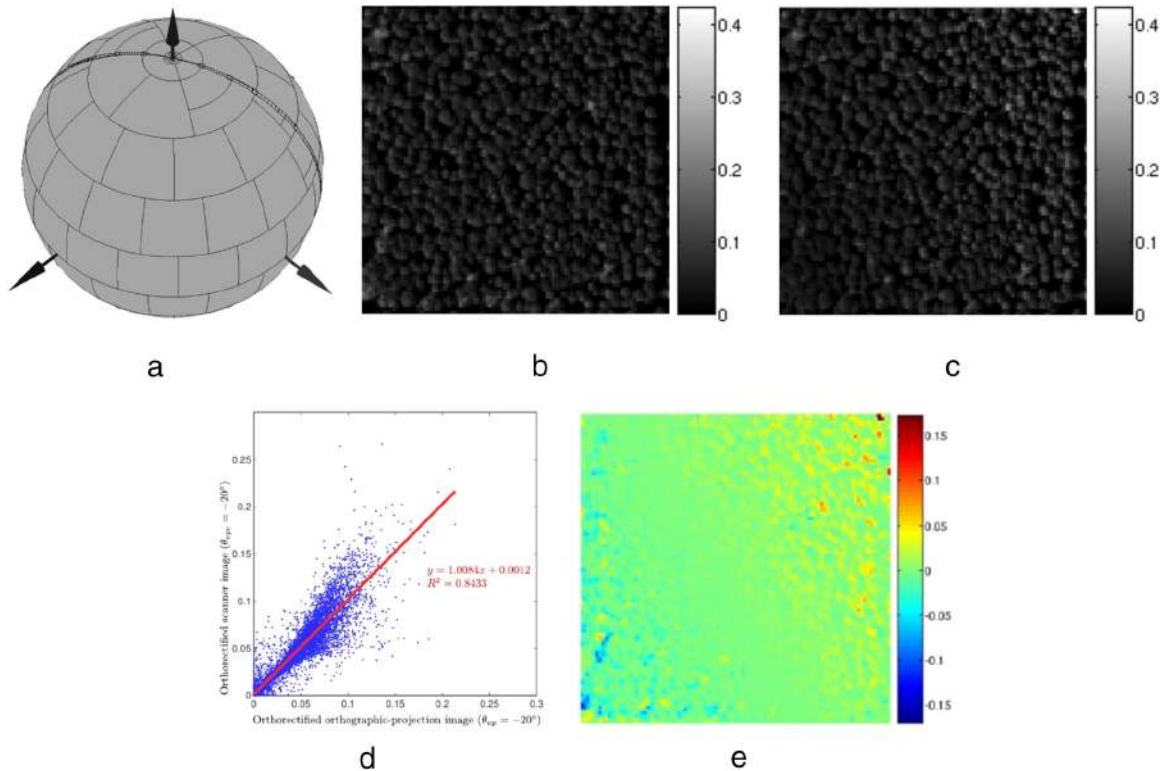 0.4
0.3
0.2
0.1
0
0.4
0.3
0.2
0.1
0
a
b
c
Orthorectified scanner image (θvpc = −20°)
0.25
0.2
0.15
0.1
0.05
0
y = 1.0084x + 0.0012
R² = 0.8433
0 0.05 0.1 0.15 0.2 0.25 0.3
Orthorectified orthographic-projection image (θvp = −20°)
0.15
0.1
0.05
0
-0.05
-0.1
-0.15
d
e